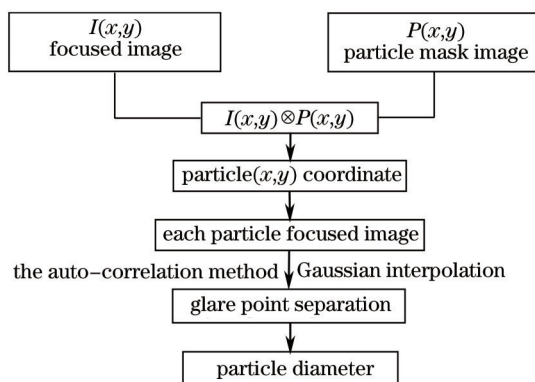 I(x,y)
focused image
P(x,y)
particle mask image
I(x,y)⊗P(x,y)
particle(x,y) coordinate
each particle focused image
the auto-correlation method Gaussian interpolation
glare point separation
particle diameter